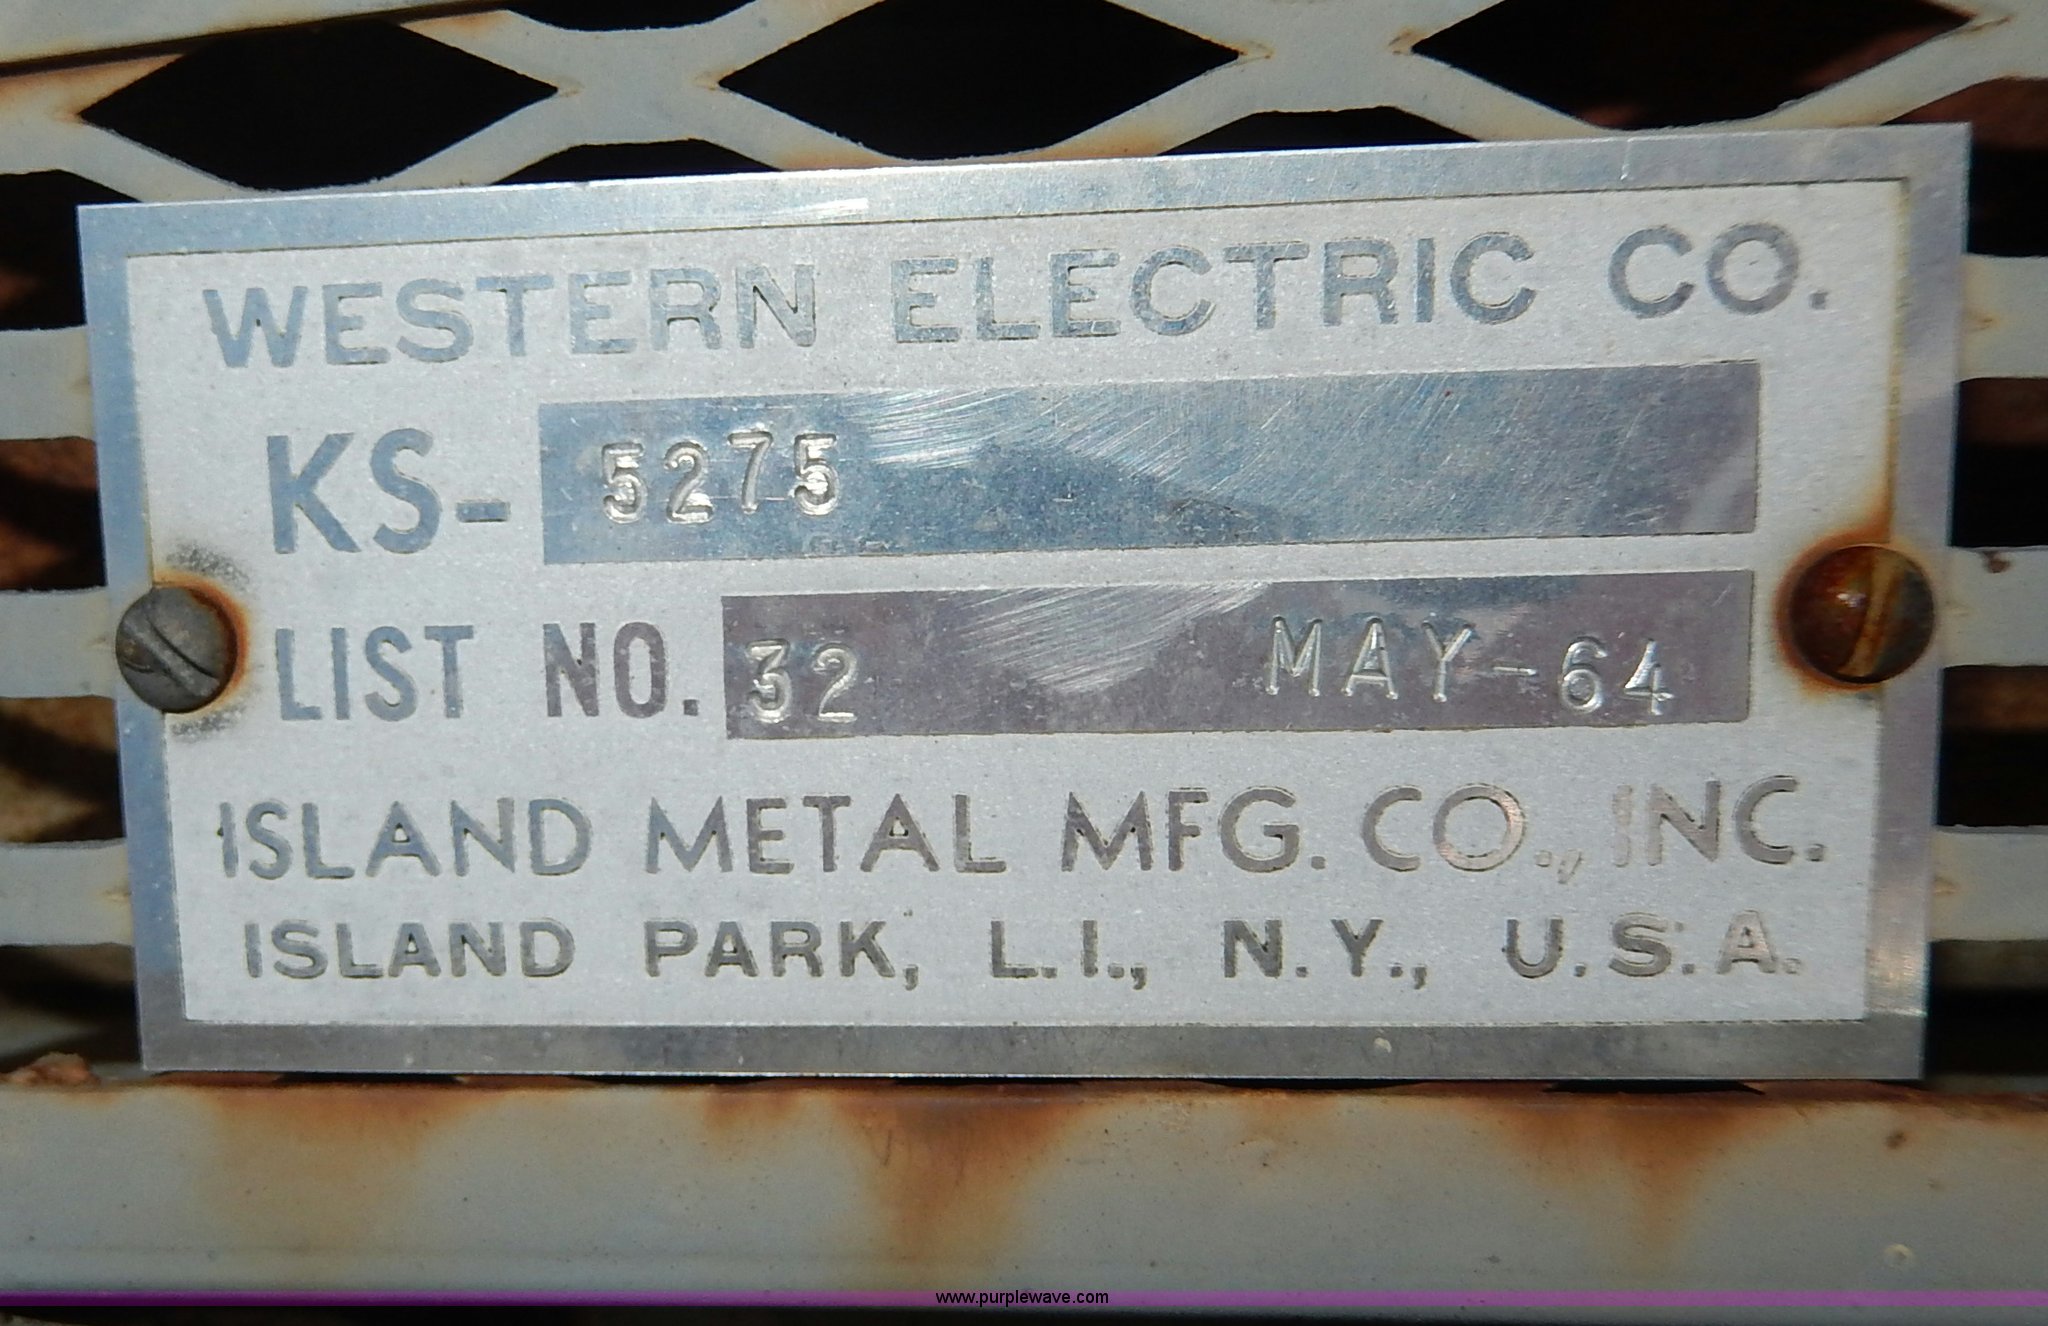 WESTERN ELECTRIC CO.
KS- 5275
LIST NO. 32 MAY-64
ISLAND METAL MFG. CO., INC.
ISLAND PARK, L.I., N.Y., U.S.A.
www.purplewave.com